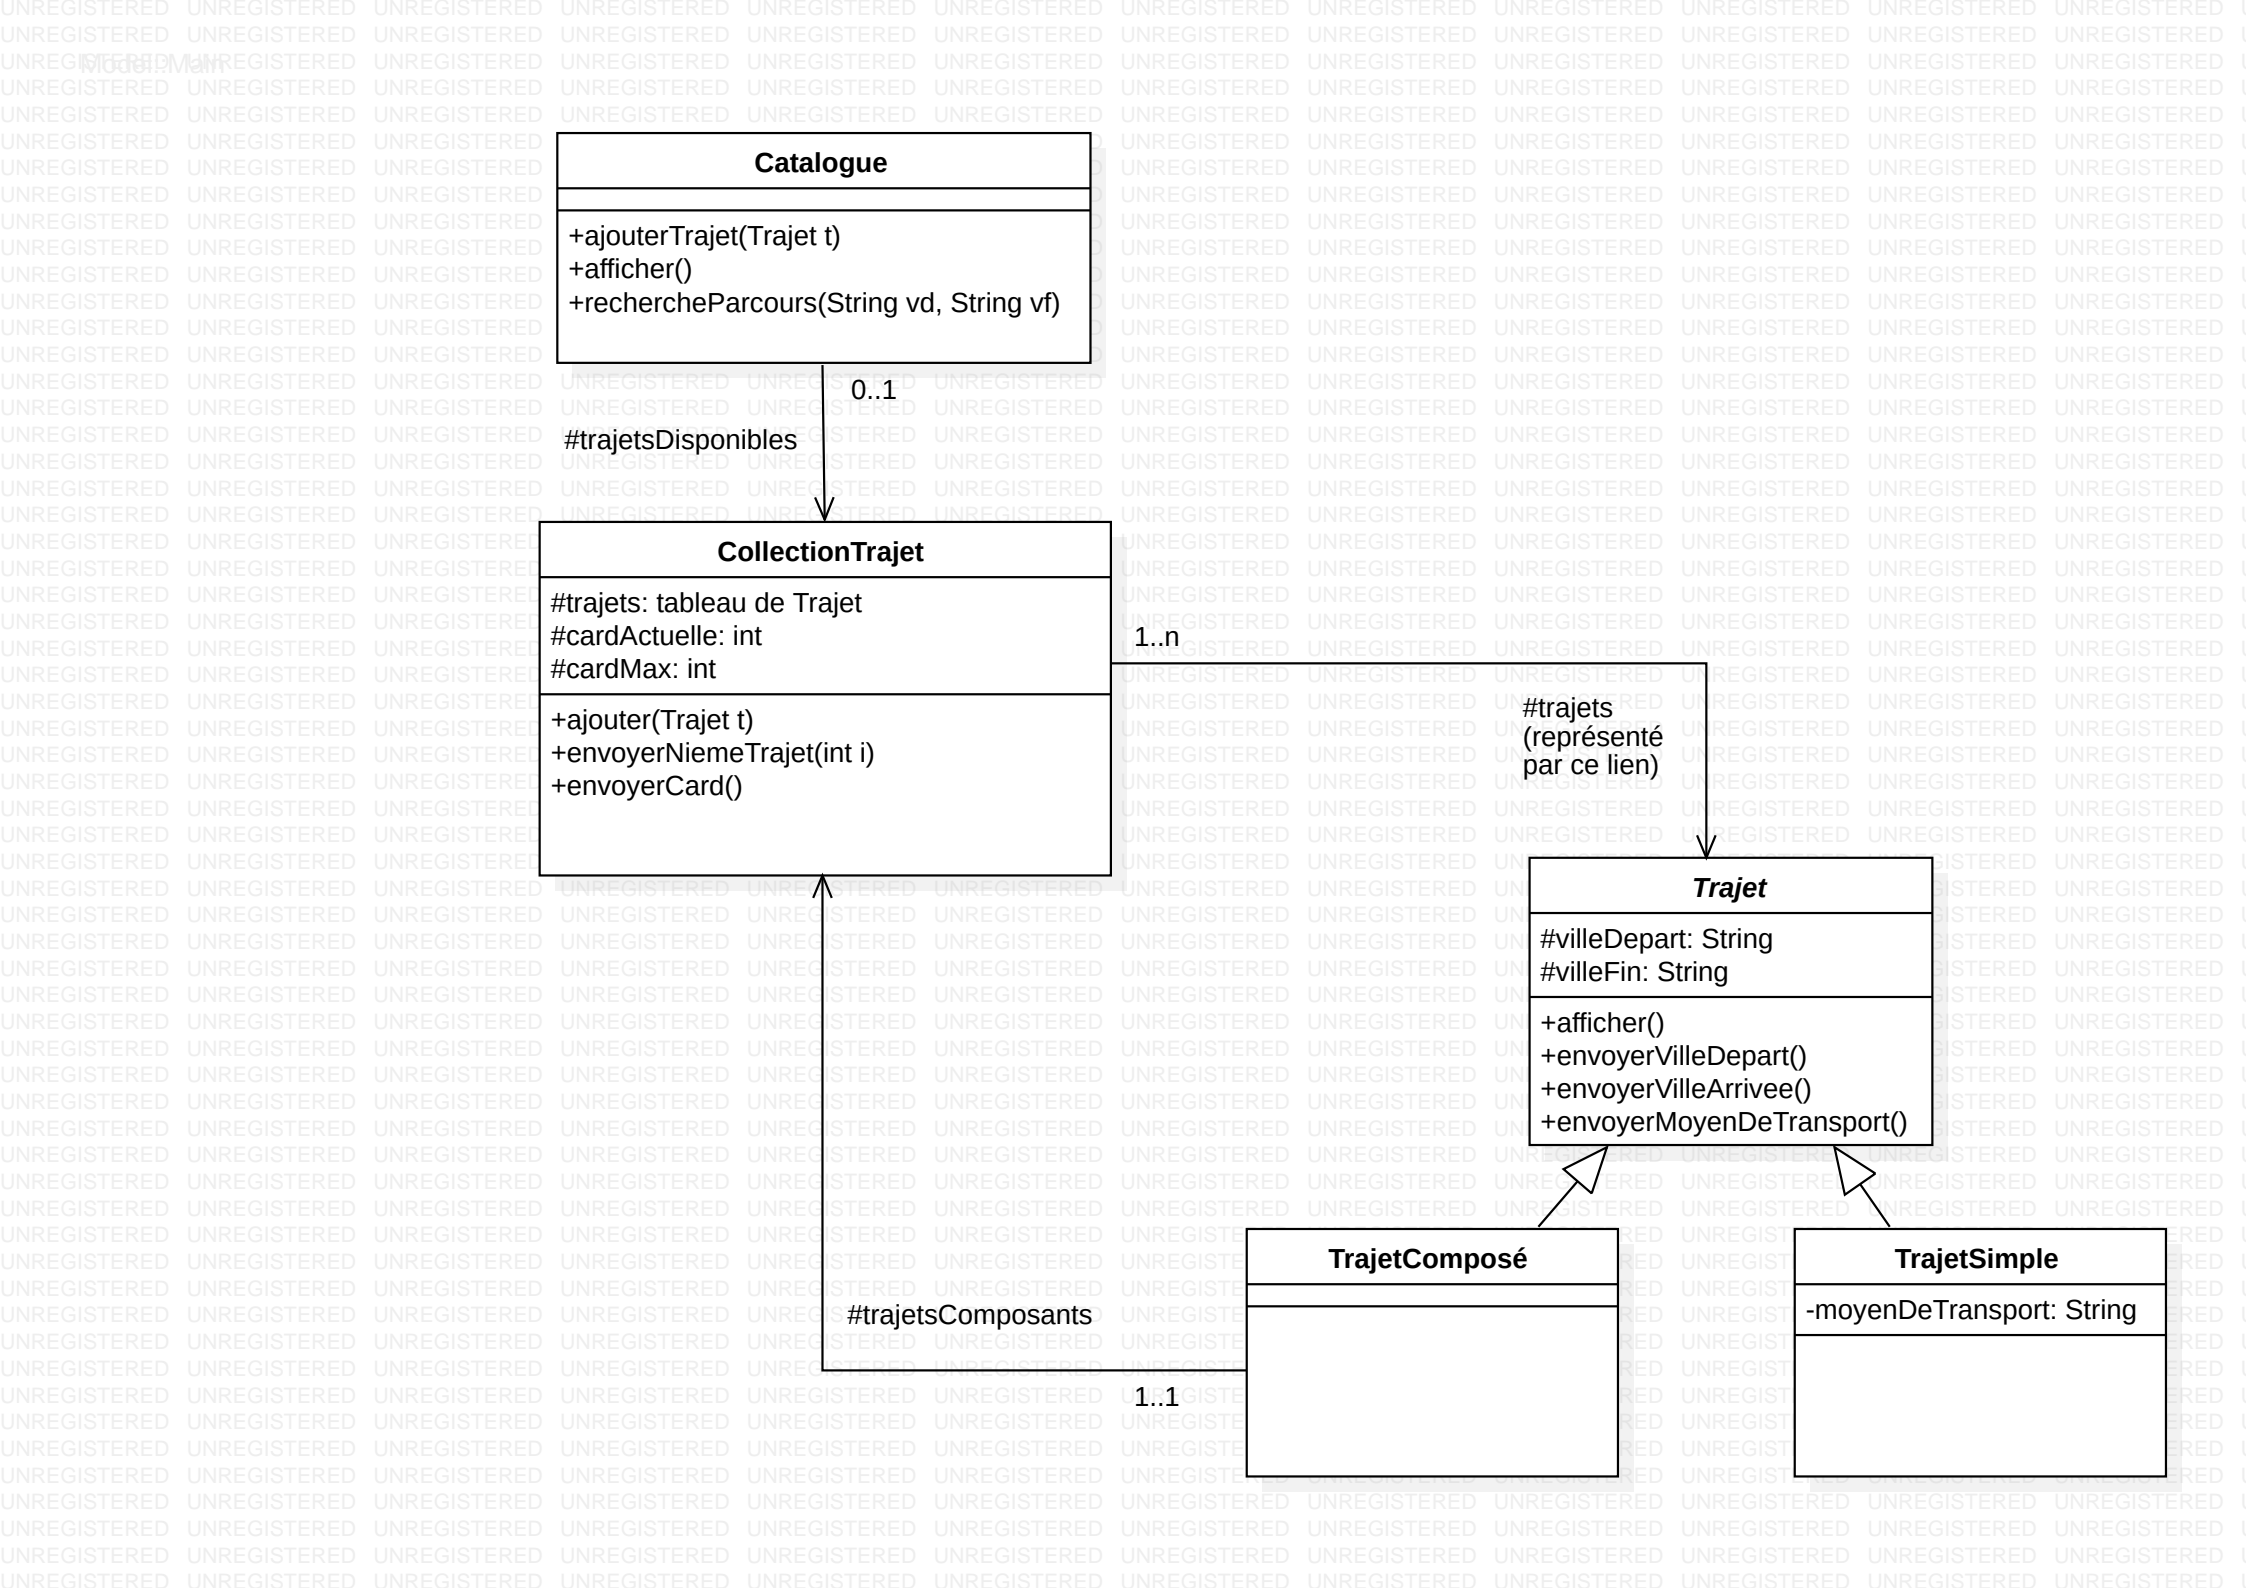 Model::Main
Catalogue
+ajouterTrajet(Trajet t)
+afficher()
+rechercheParcours(String vd, String vf)
0..1
#trajetsDisponibles
CollectionTrajet
#trajets: tableau de Trajet
#cardActuelle: int
#cardMax: int
+ajouter(Trajet t)
+envoyerNiemeTrajet(int i)
+envoyerCard()
1..n
#trajets
(représenté
par ce lien)
Trajet
#villeDepart: String
#villeFin: String
+afficher()
+envoyerVilleDepart()
+envoyerVilleArrivee()
+envoyerMoyenDeTransport()
TrajetComposé
TrajetSimple
-moyenDeTransport: String
#trajetsComposants
1..1
UNREGISTERED